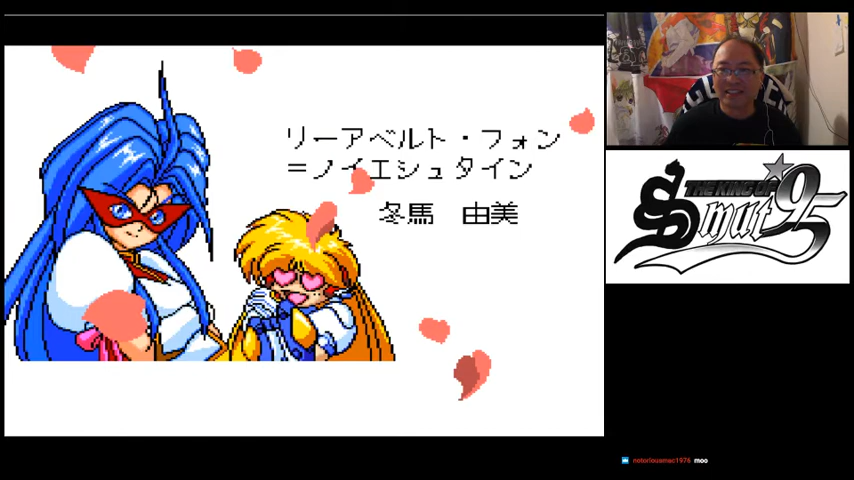 リーアベルト・フォン
＝ノイエシュタイン
冬馬 由美
THE KING OF
Smut 95
notoriousmac1976 moo